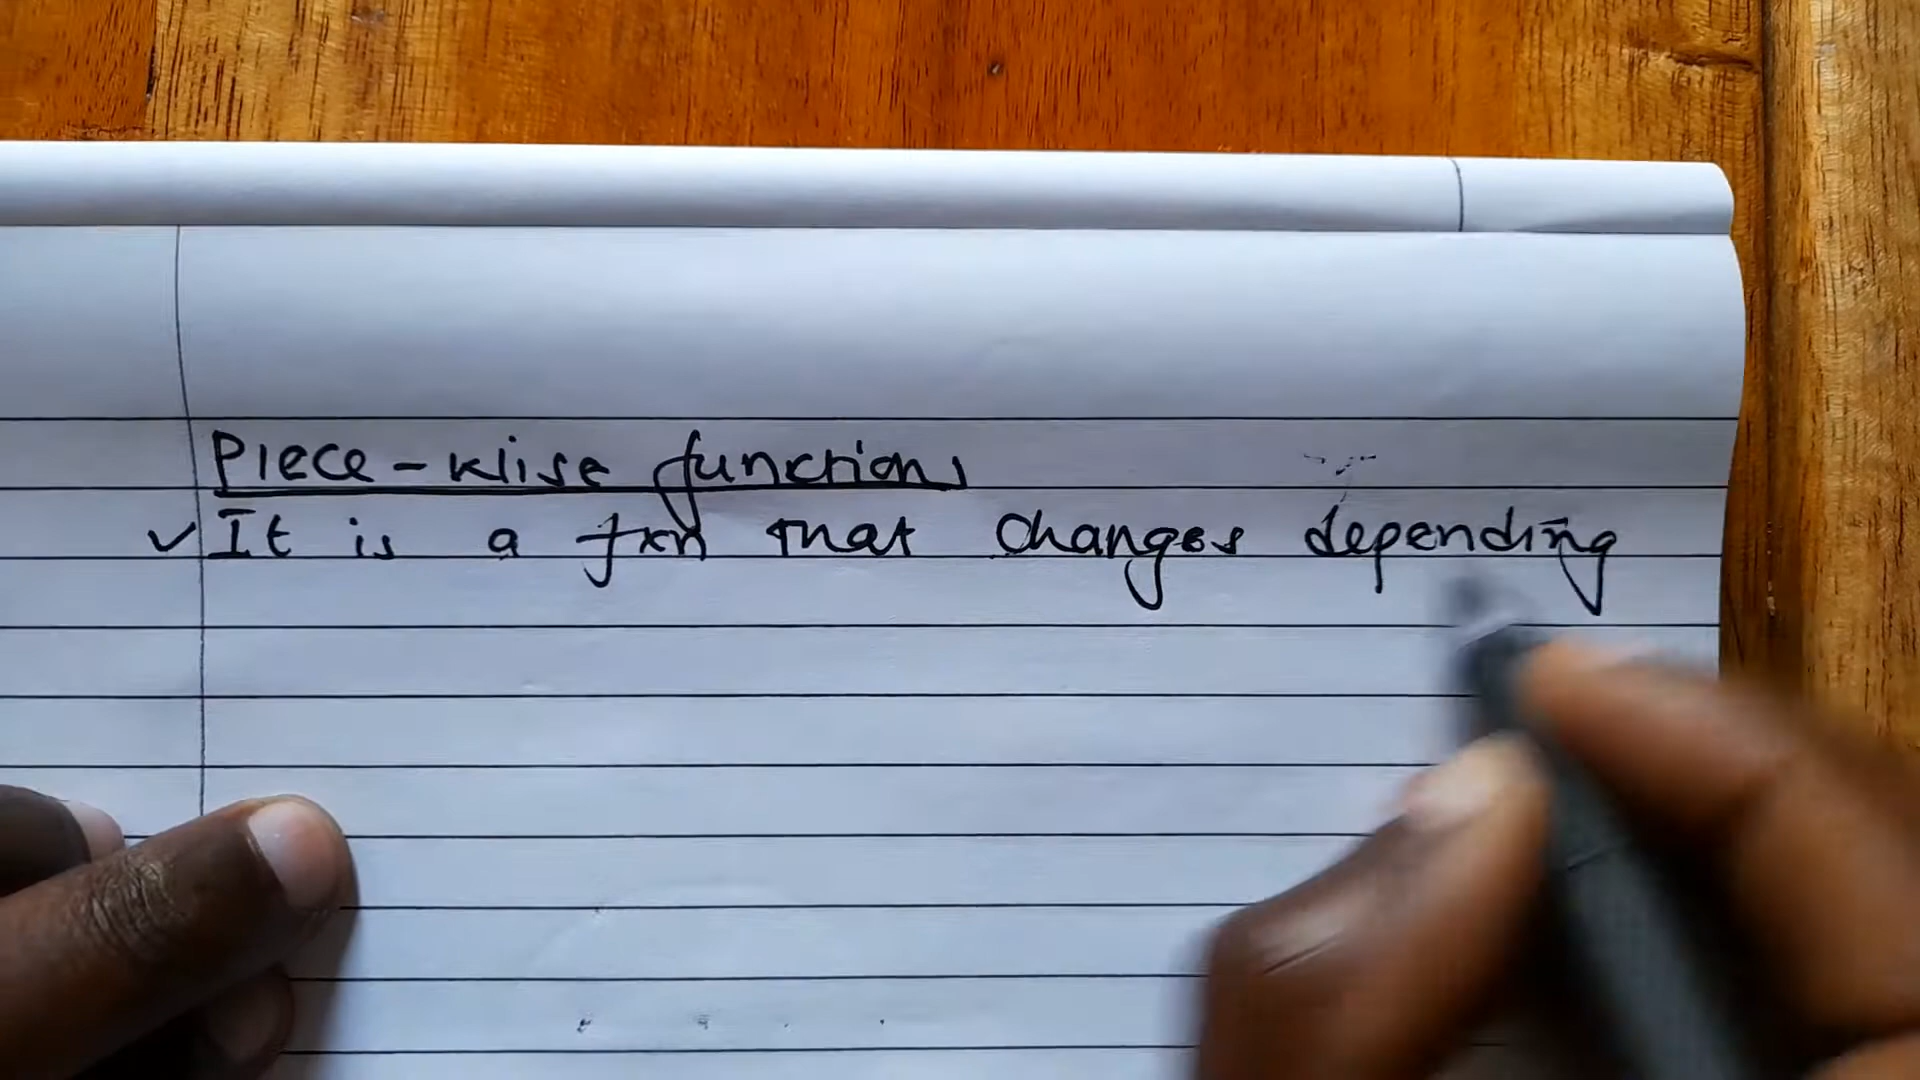 Piece-wise functions
✓ It is a fxn that changes depending